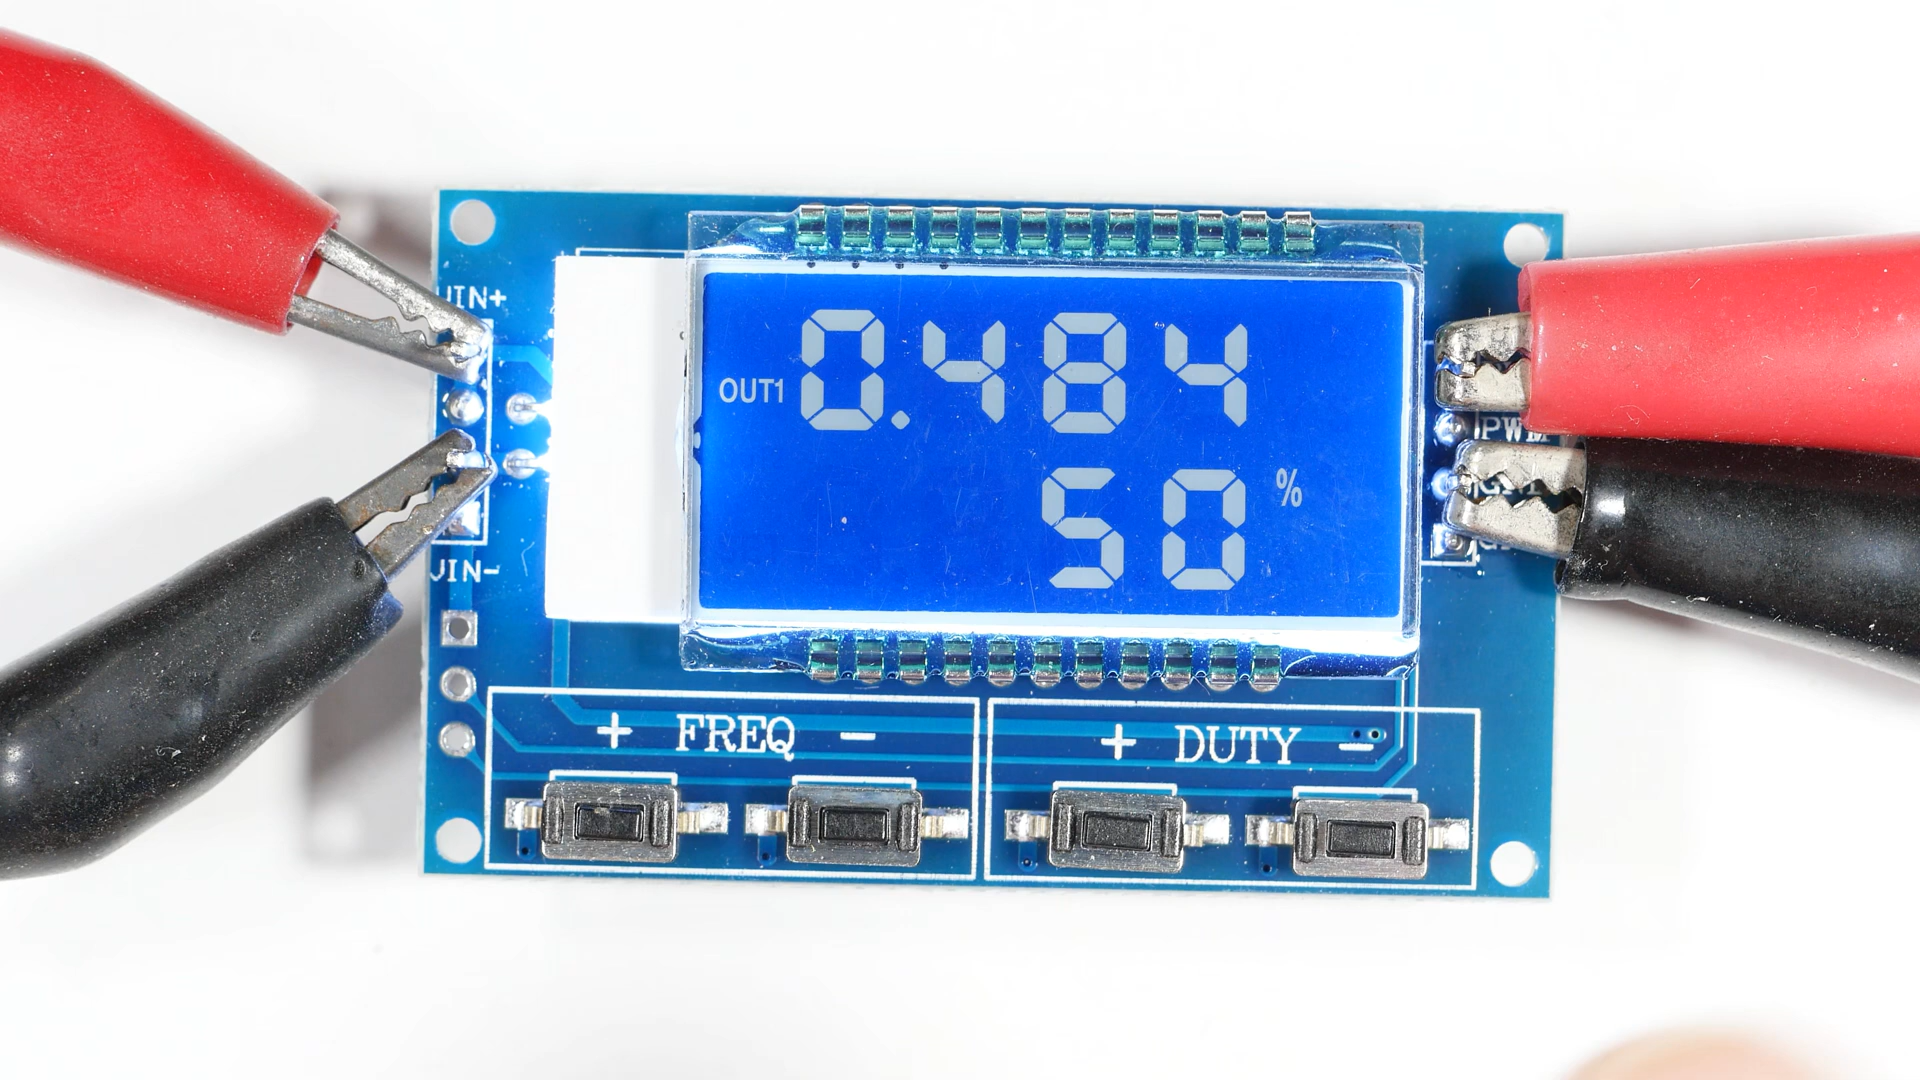 VIN+
OUT1 0.484
50 %
PWM
VIN-
+ FREQ -
+ DUTY -